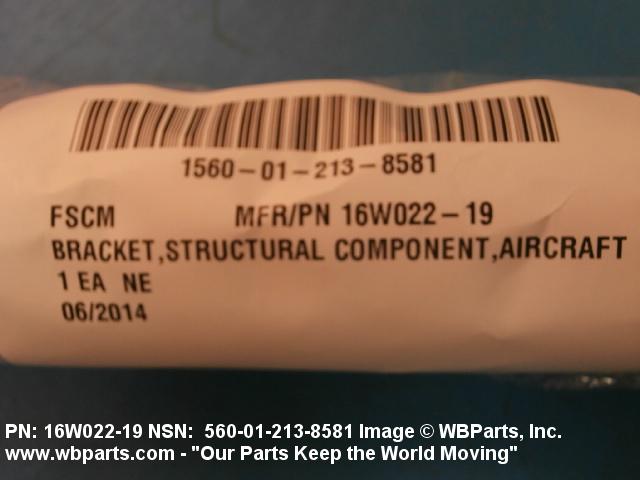 1560-01-213-8581
FSCM MFR/PN 16W022-19
BRACKET,STRUCTURAL COMPONENT,AIRCRAFT
1 EA NE
06/2014
PN: 16W022-19 NSN: 560-01-213-8581 Image © WBParts, Inc.
www.wbparts.com - "Our Parts Keep the World Moving"